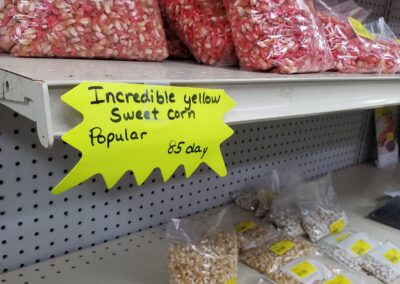 Incredible yellow
Sweet corn
Popular 85 day